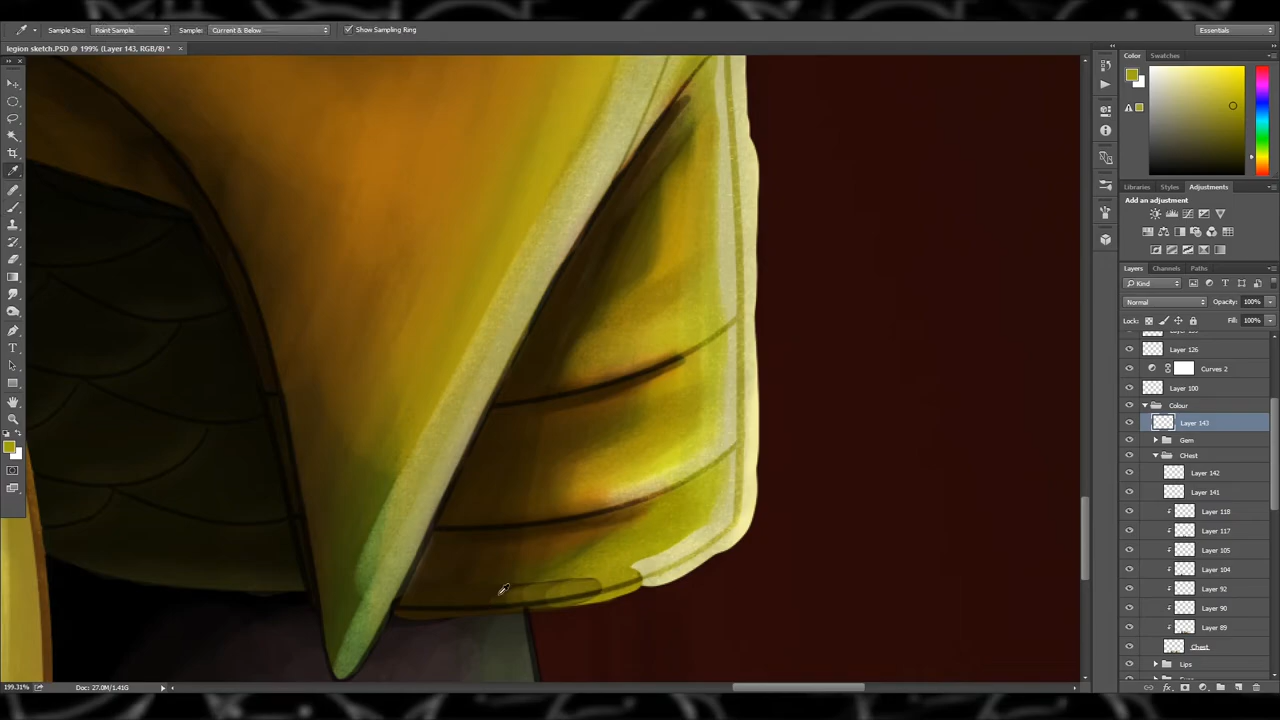 Sample Size: Point Sample Sample: Current & Below Show Sampling Ring Essentials
legion sketch.PSD @ 199% (Layer 143, RGB/8) * ×
Color Swatches
Libraries Styles Adjustments
Add an adjustment
Layers Channels Paths
Kind
Normal Opacity: 100%
Lock: Fill: 100%
Layer 126
Curves 2
Layer 100
Colour
Layer 143
Gem
CHest
Layer 142
Layer 141
Layer 118
Layer 117
Layer 105
Layer 104
Layer 92
Layer 90
Layer 89
Chest
Lips
199.31% Doc: 27.0M/1.41G